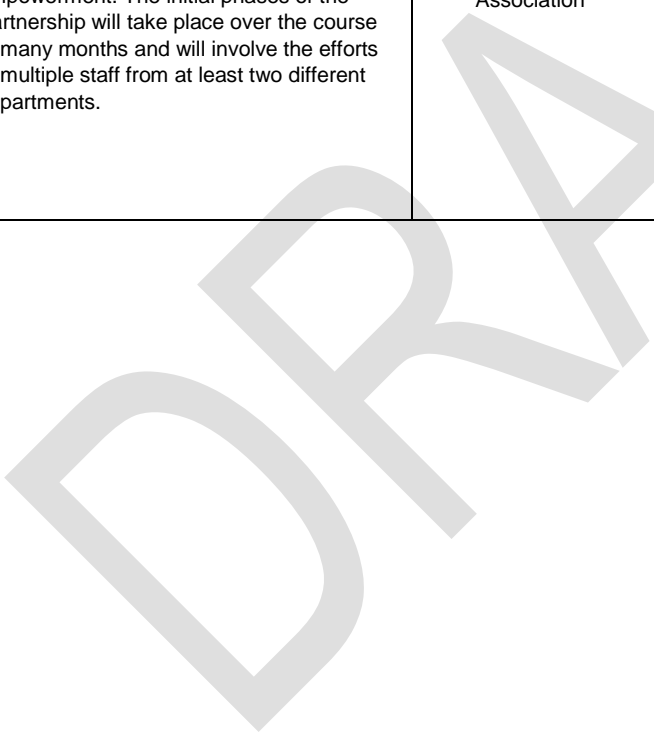 mpowerment. The initial phases of the
artnership will take place over the course
many months and will involve the efforts
multiple staff from at least two different
partments.
Association
DRA